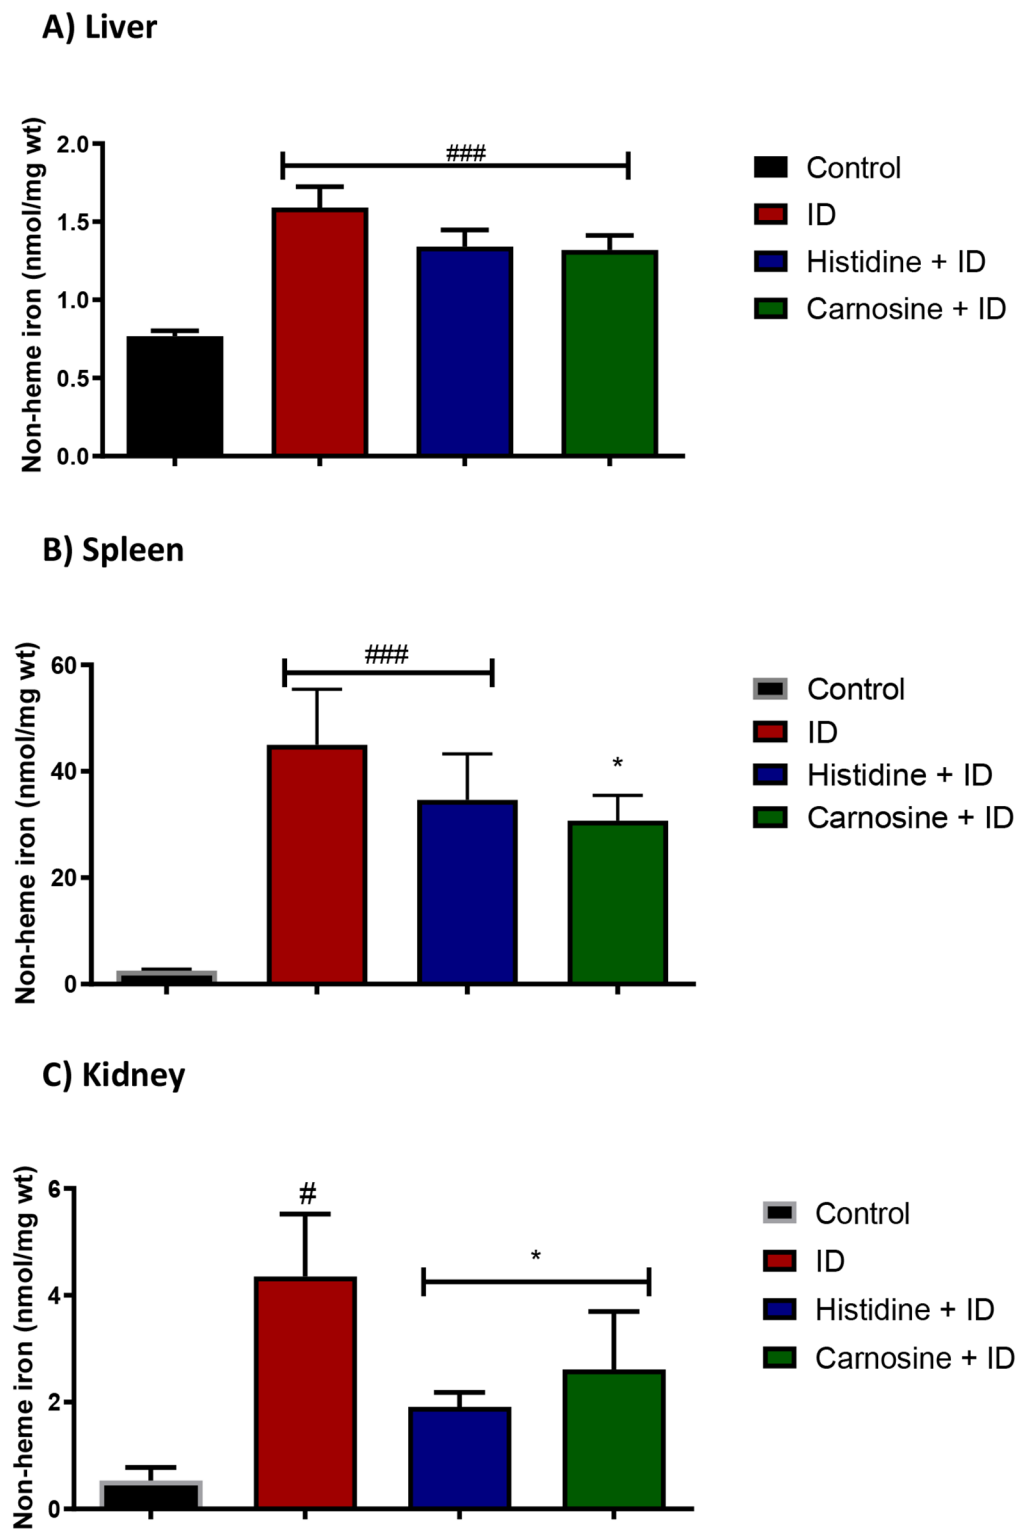 A) Liver
Non-heme iron (nmol/mg wt)
2.0
1.5
1.0
0.5
0.0
###
Control
ID
Histidine + ID
Carnosine + ID
B) Spleen
Non-heme iron (nmol/mg wt)
60
40
20
0
###
*
Control
ID
Histidine + ID
Carnosine + ID
C) Kidney
Non-heme iron (nmol/mg wt)
6
4
2
0
#
*
Control
ID
Histidine + ID
Carnosine + ID